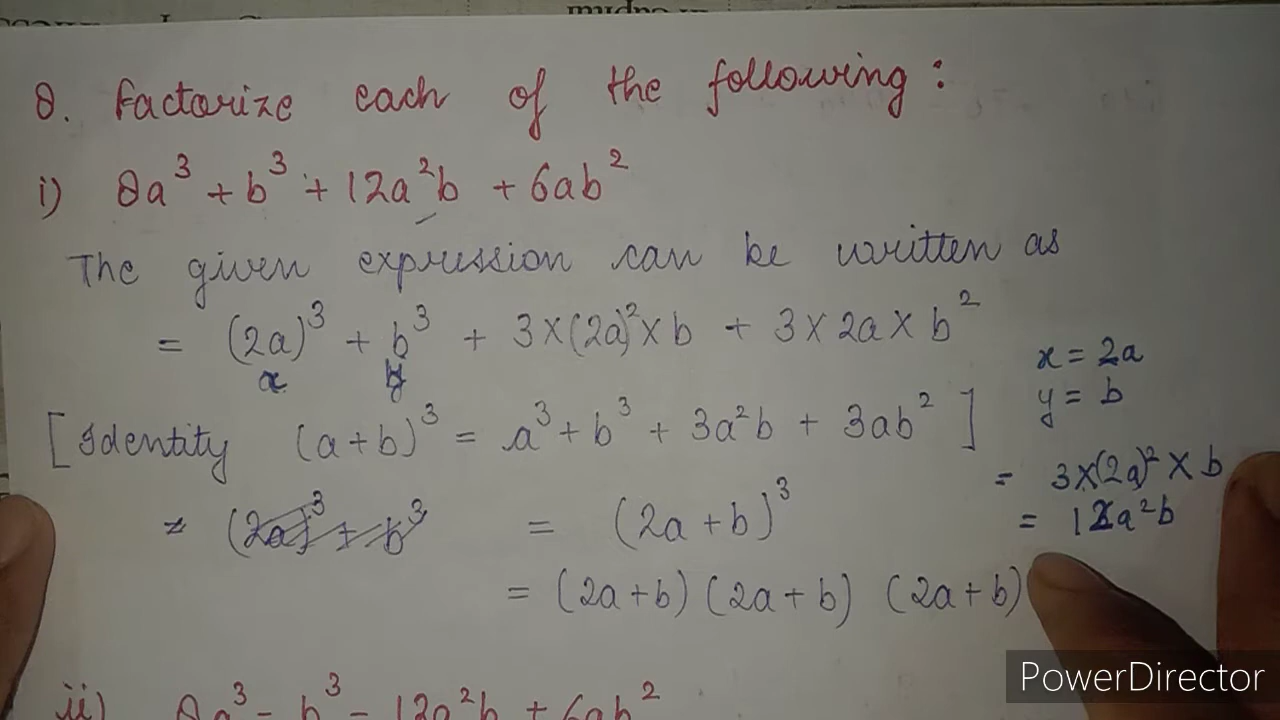 Q. Factorize each of the following :
i) 8a³ + b³ + 12a²b + 6ab²
The given expression can be written as
= (2a)³ + b³ + 3×(2a)²×b + 3×2a×b²
x y
x = 2a
y = b
[Identity (a+b)³ = a³ + b³ + 3a²b + 3ab²]
= 3×(2a)²×b
= 12a²b
= (2a)³ + b³ = (2a+b)³
= (2a+b) (2a+b) (2a+b)
ii) 8a³ - b³ - 12a²b + 6ab²
PowerDirector